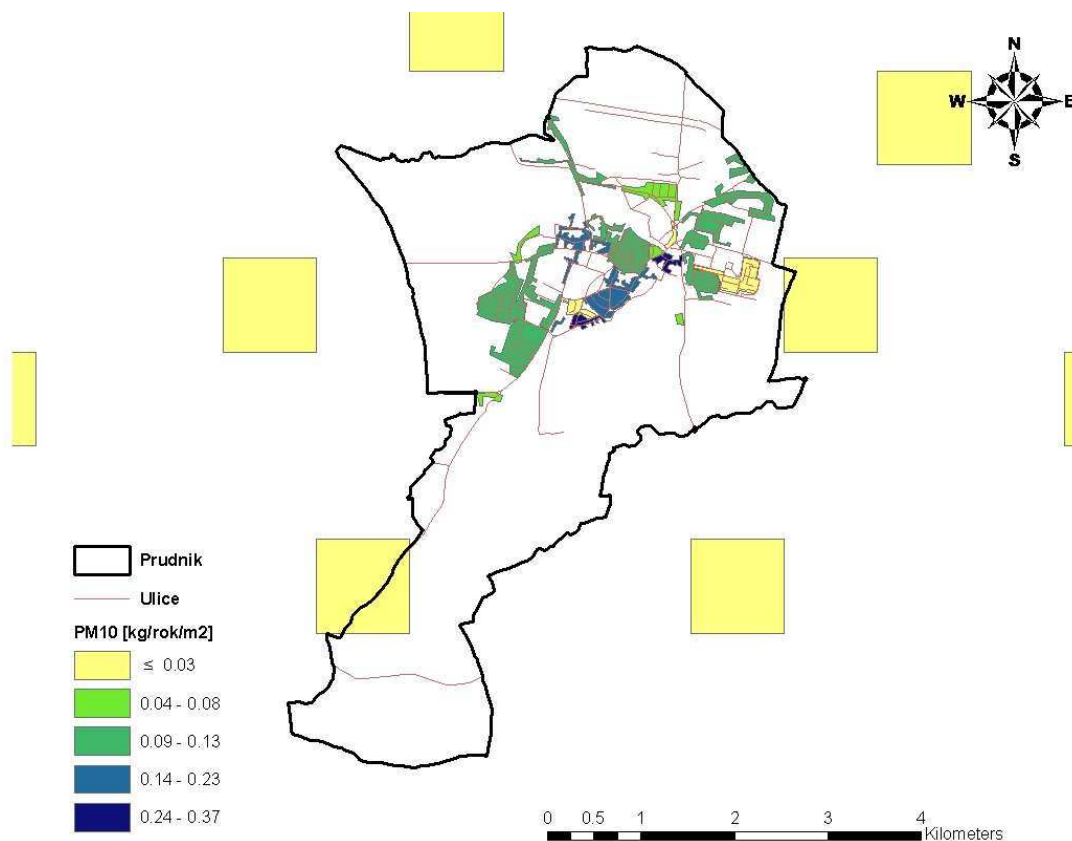 N
W E
S
Prudnik
Ulice
PM10 [kg/rok/m2]
≤ 0.03
0.04 - 0.08
0.09 - 0.13
0.14 - 0.23
0.24 - 0.37
0 0.5 1 2 3 4
Kilometers